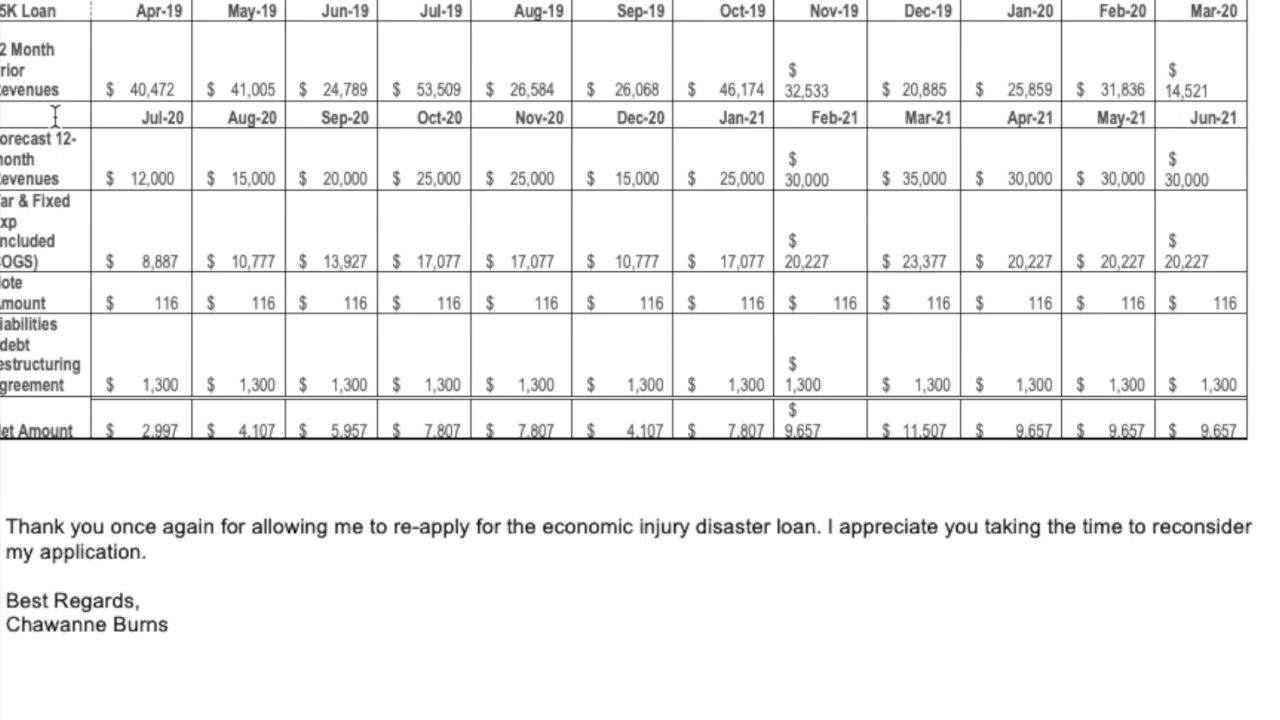 5K Loan Apr-19 May-19 Jun-19 Jul-19 Aug-19 Sep-19 Oct-19 Nov-19 Dec-19 Jan-20 Feb-20 Mar-20
2 Month
rior
evenues $ 40,472 $ 41,005 $ 24,789 $ 53,509 $ 26,584 $ 26,068 $ 46,174 $ 32,533 $ 20,885 $ 25,859 $ 31,836 $ 14,521
Jul-20 Aug-20 Sep-20 Oct-20 Nov-20 Dec-20 Jan-21 Feb-21 Mar-21 Apr-21 May-21 Jun-21
orecast 12-
onth
evenues $ 12,000 $ 15,000 $ 20,000 $ 25,000 $ 25,000 $ 15,000 $ 25,000 $ 30,000 $ 35,000 $ 30,000 $ 30,000 $ 30,000
ar & Fixed
xp
ncluded
OGS) $ 8,887 $ 10,777 $ 13,927 $ 17,077 $ 17,077 $ 10,777 $ 17,077 $ 20,227 $ 23,377 $ 20,227 $ 20,227 $ 20,227
ote
mount $ 116 $ 116 $ 116 $ 116 $ 116 $ 116 $ 116 $ 116 $ 116 $ 116 $ 116 $ 116
iabilities
debt
estructuring
greement $ 1,300 $ 1,300 $ 1,300 $ 1,300 $ 1,300 $ 1,300 $ 1,300 $ 1,300 $ 1,300 $ 1,300 $ 1,300 $ 1,300
et Amount $ 2,997 $ 4,107 $ 5,957 $ 7,807 $ 7,807 $ 4,107 $ 7,807 $ 9,657 $ 11,507 $ 9,657 $ 9,657 $ 9,657
Thank you once again for allowing me to re-apply for the economic injury disaster loan. I appreciate you taking the time to reconsider
my application.
Best Regards,
Chawanne Burns